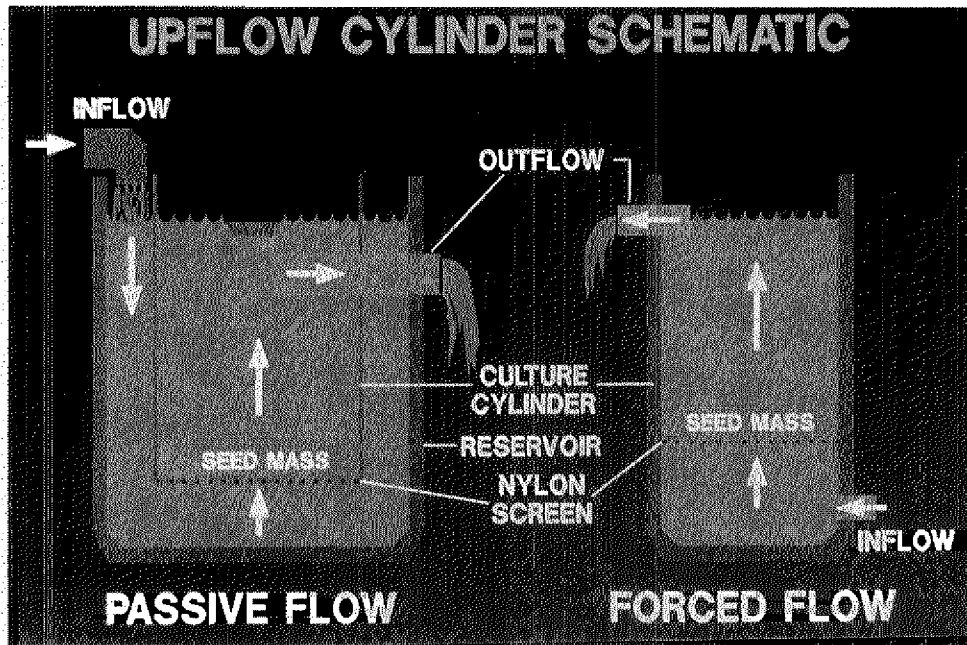 UPFLOW CYLINDER SCHEMATIC
INFLOW
OUTFLOW
CULTURE
CYLINDER
SEED MASS
SEED MASS
RESERVOIR
NYLON
SCREEN
INFLOW
PASSIVE FLOW
FORCED FLOW